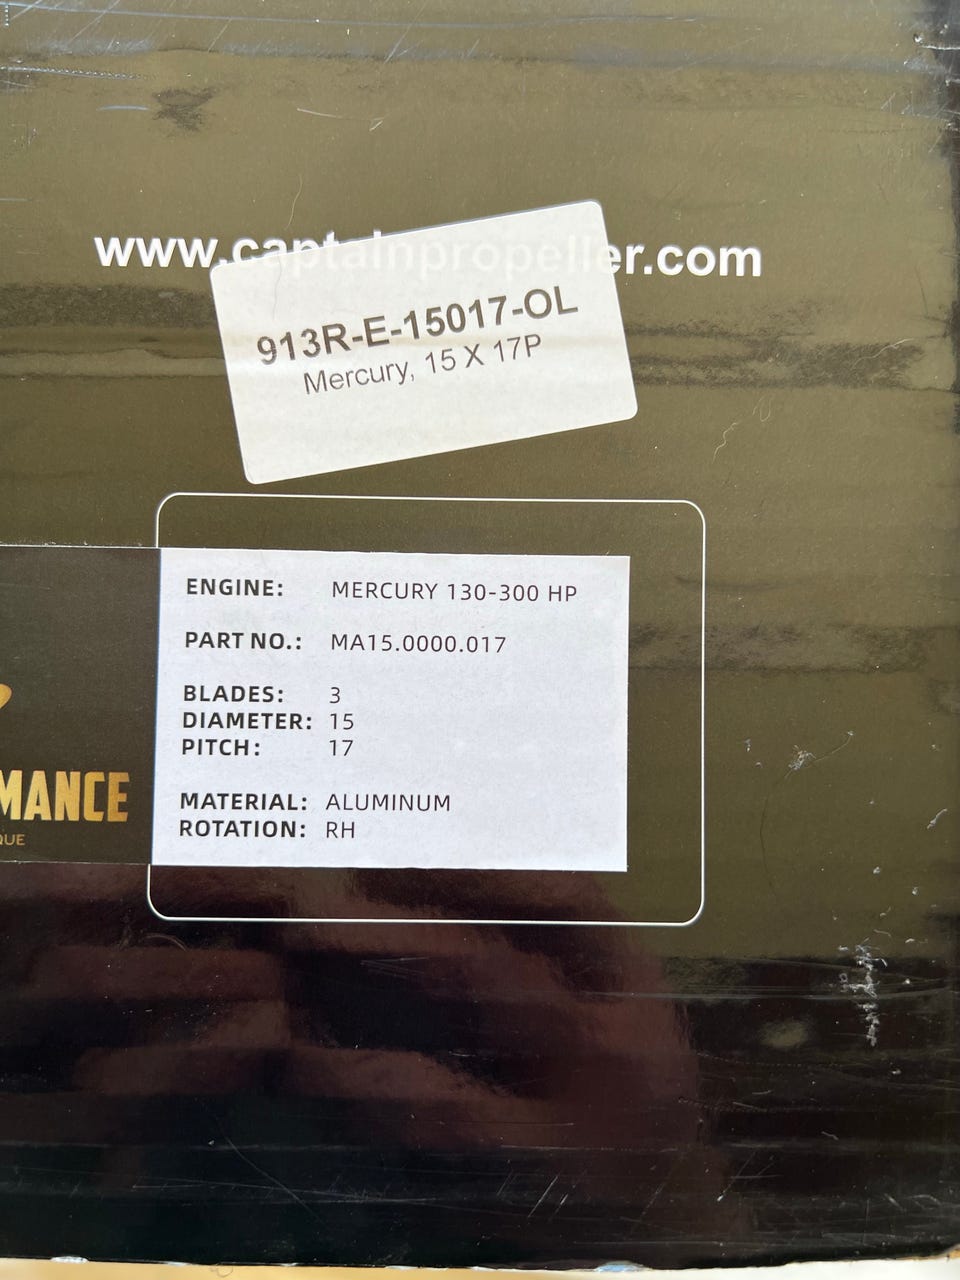 www.captainpropeller.com
913R-E-15017-OL
Mercury, 15 X 17P
ENGINE: MERCURY 130-300 HP
PART NO.: MA15.0000.017
BLADES: 3
DIAMETER: 15
PITCH: 17
MANCE
QUE
MATERIAL: ALUMINUM
ROTATION: RH